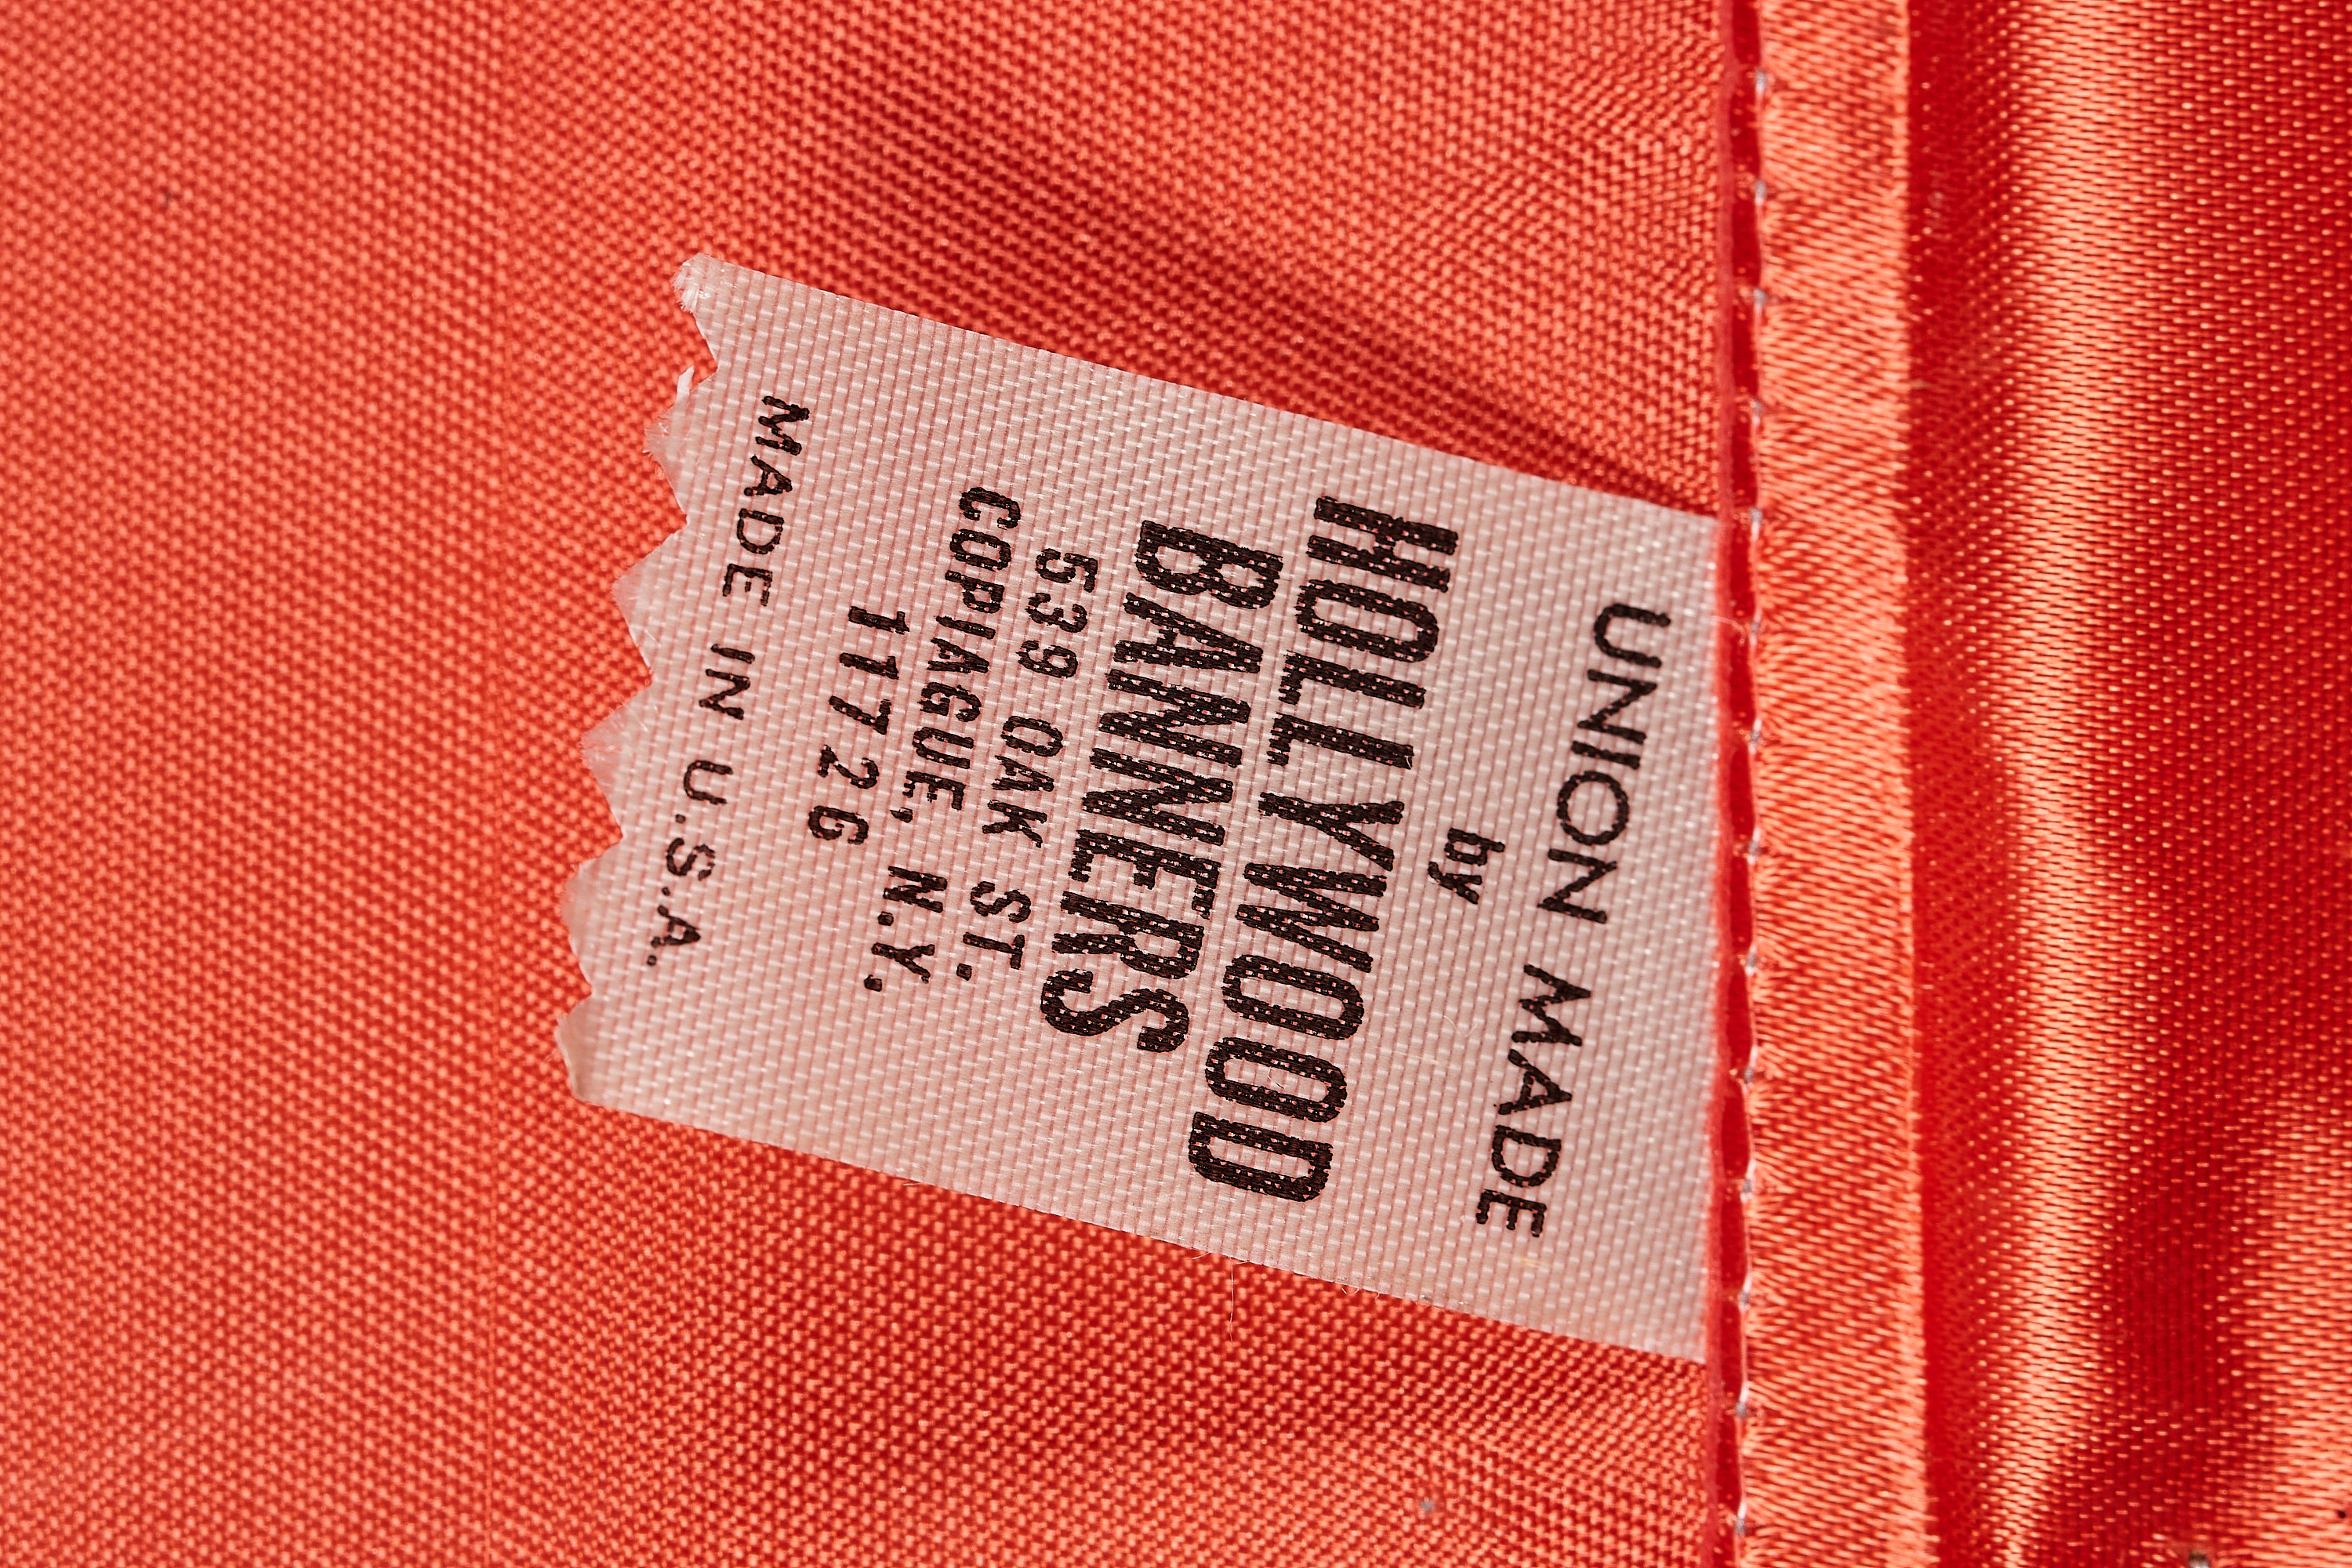 UNION MADE
by
HOLLYWOOD
BANNERS
539 OAK ST.
COPIAGUE, N.Y.
11726
MADE IN U.S.A.